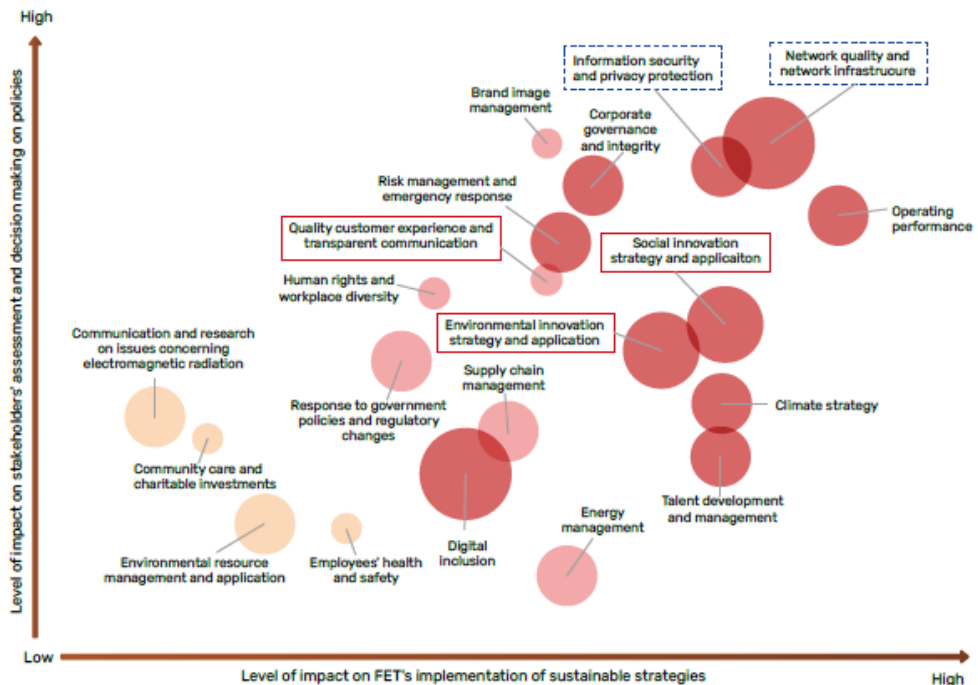 High
Level of impact on stakeholders' assessment and decision making on policies
Information security
and privacy protection
Network quality and
network infrastrucure
Brand image
management
Corporate
governance
and integrity
Risk management and
emergency response
Operating
performance
Quality customer experience and
transparent communication
Social innovation
strategy and applicaiton
Human rights and
workplace diversity
Environmental innovation
strategy and application
Communication and research
on issues concerning
electromagnetic radiation
Supply chain
management
Response to government
policies and regulatory
changes
Climate strategy
Community care and
charitable investments
Talent development
and management
Energy
management
Digital
inclusion
Environmental resource
management and application
Employees' health
and safety
Low
Level of impact on FET's implementation of sustainable strategies
High